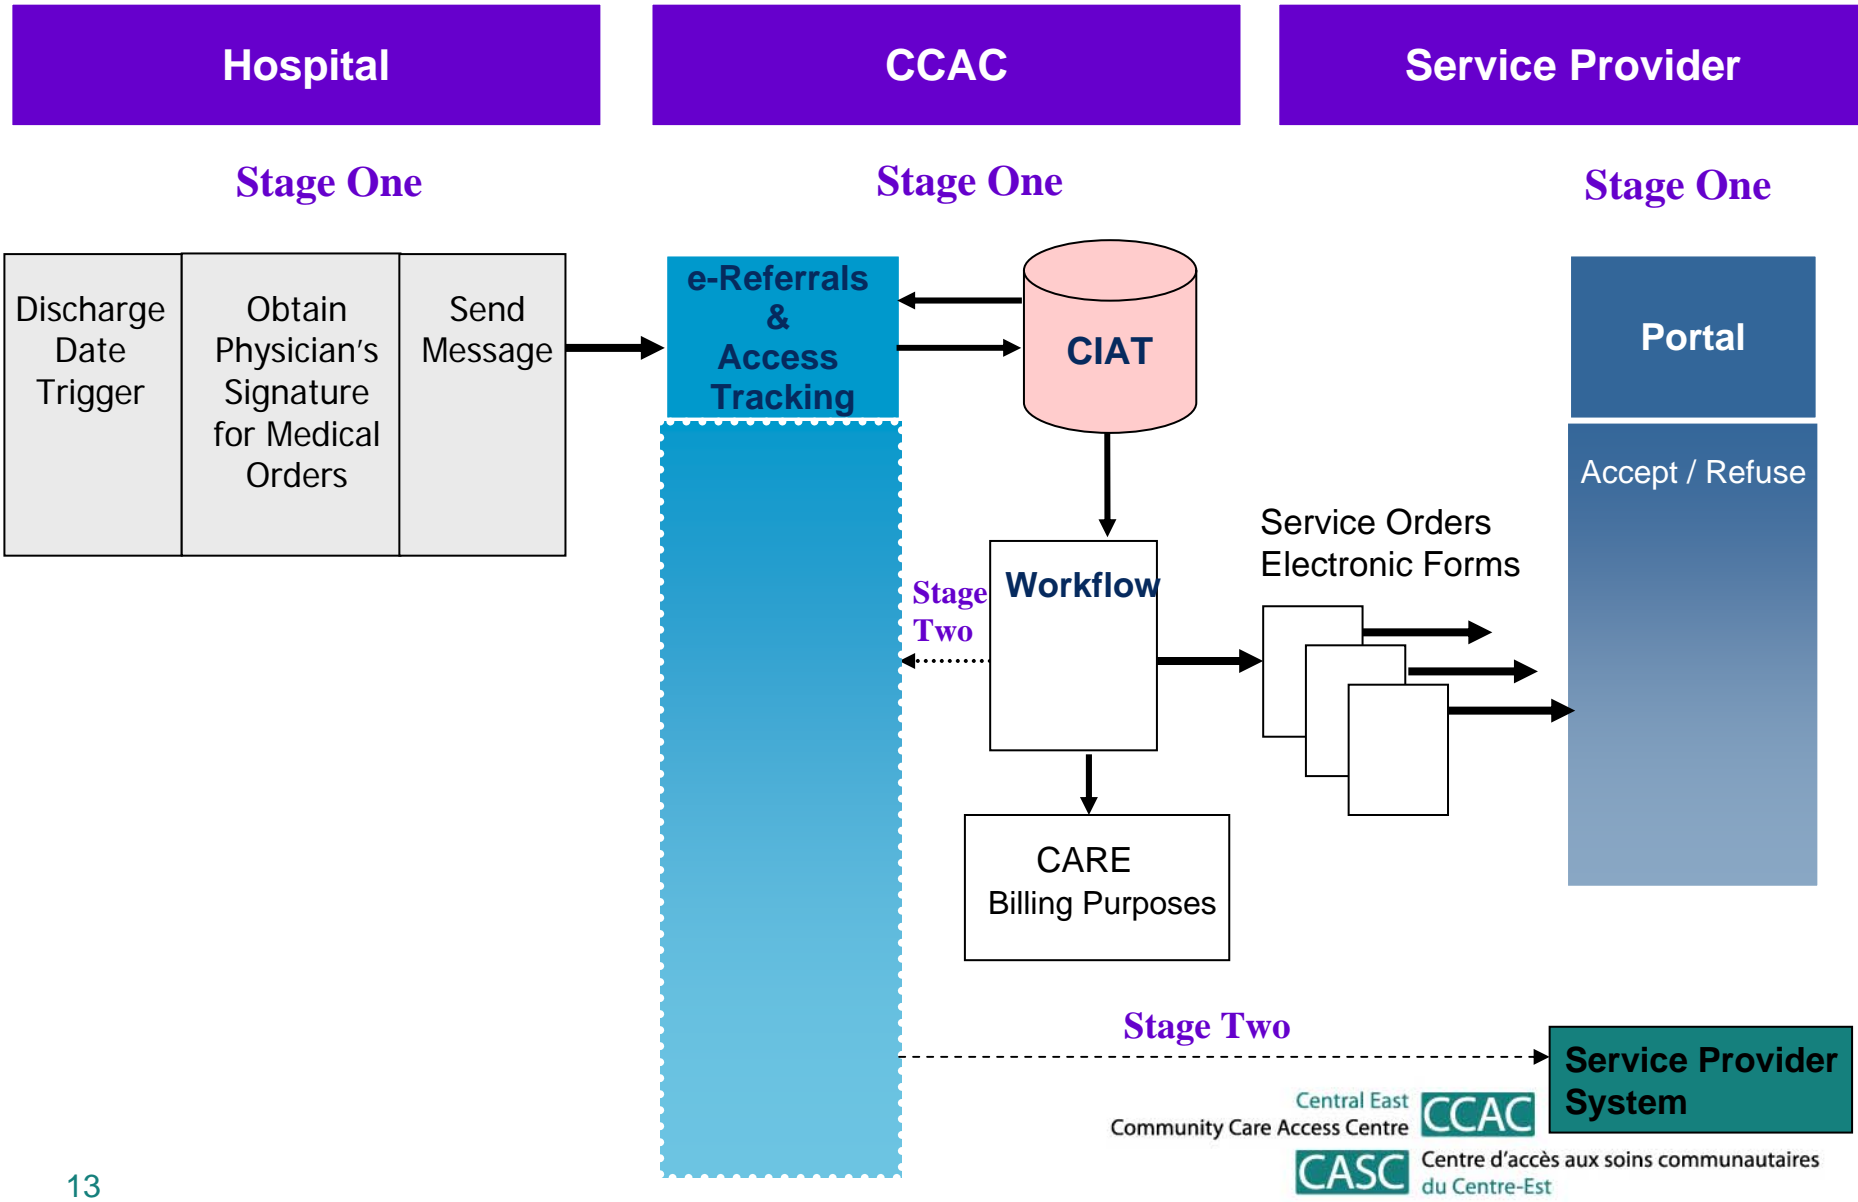 Hospital
CCAC
Service Provider
Stage One
Stage One
Stage One
Discharge
Date
Trigger
Obtain
Physician's
Signature
for Medical
Orders
Send
Message
e-Referrals
&
Access
Tracking
CIAT
Portal
Accept / Refuse
Service Orders
Electronic Forms
Stage
Two
Workflow
CARE
Billing Purposes
Stage Two
Service Provider
System
Central East
Community Care Access Centre
CCAC
CASC
Centre d'accès aux soins communautaires
du Centre-Est
13